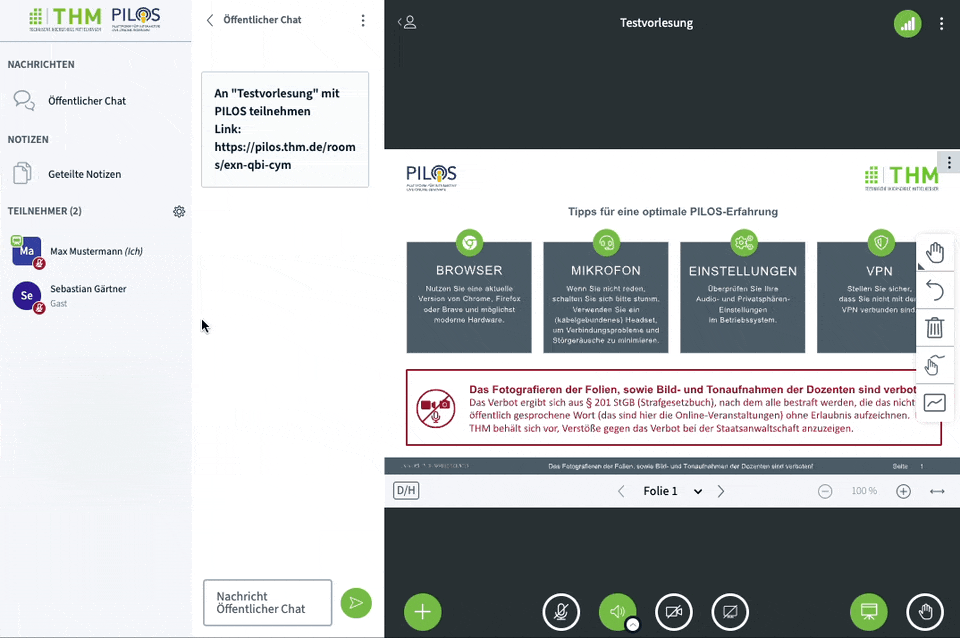 THM
TECHNISCHE HOCHSCHULE MITTELHESSEN
PILOS
PLATTFORM FÜR INTERAKTIVE
UND ONLINE SEMINARE
NACHRICHTEN
Öffentlicher Chat
NOTIZEN
Geteilte Notizen
TEILNEHMER (2)
Ma
Max Mustermann (Ich)
Se
Sebastian Gärtner
Gast
Öffentlicher Chat
An "Testvorlesung" mit
PILOS teilnehmen
Link:
https://pilos.thm.de/room
s/exn-qbi-cym
Nachricht
Öffentlicher Chat
Testvorlesung
PILOS
THM
TECHNISCHE HOCHSCHULE MITTELHESSEN
Tipps für eine optimale PILOS-Erfahrung
BROWSER
Nutzen Sie eine aktuelle
Version von Chrome, Firefox
oder Brave und möglichst
moderne Hardware.
MIKROFON
Wenn Sie nicht reden,
schalten Sie sich bitte stumm.
Verwenden Sie ein
(kabelgebundenes) Headset,
um Verbindungsprobleme und
Störgeräusche zu minimieren.
EINSTELLUNGEN
Überprüfen Sie Ihre
Audio- und Privatsphären-
Einstellungen
im Betriebssystem.
VPN
Stellen Sie sicher,
dass Sie nicht mit de
VPN verbunden sind
Das Fotografieren der Folien, sowie Bild- und Tonaufnahmen der Dozenten sind verbot
Das Verbot ergibt sich aus § 201 StGB (Strafgesetzbuch), nach dem alle bestraft werden, die das nicht
öffentlich gesprochene Wort (das sind hier die Online-Veranstaltungen) ohne Erlaubnis aufzeichnen.
THM behält sich vor, Verstöße gegen das Verbot bei der Staatsanwaltschaft anzuzeigen.
Das Fotografieren der Folien, sowie Bild- und Tonaufnahmen der Dozenten sind verboten!
Seite 1
D/H
Folie 1
100 %